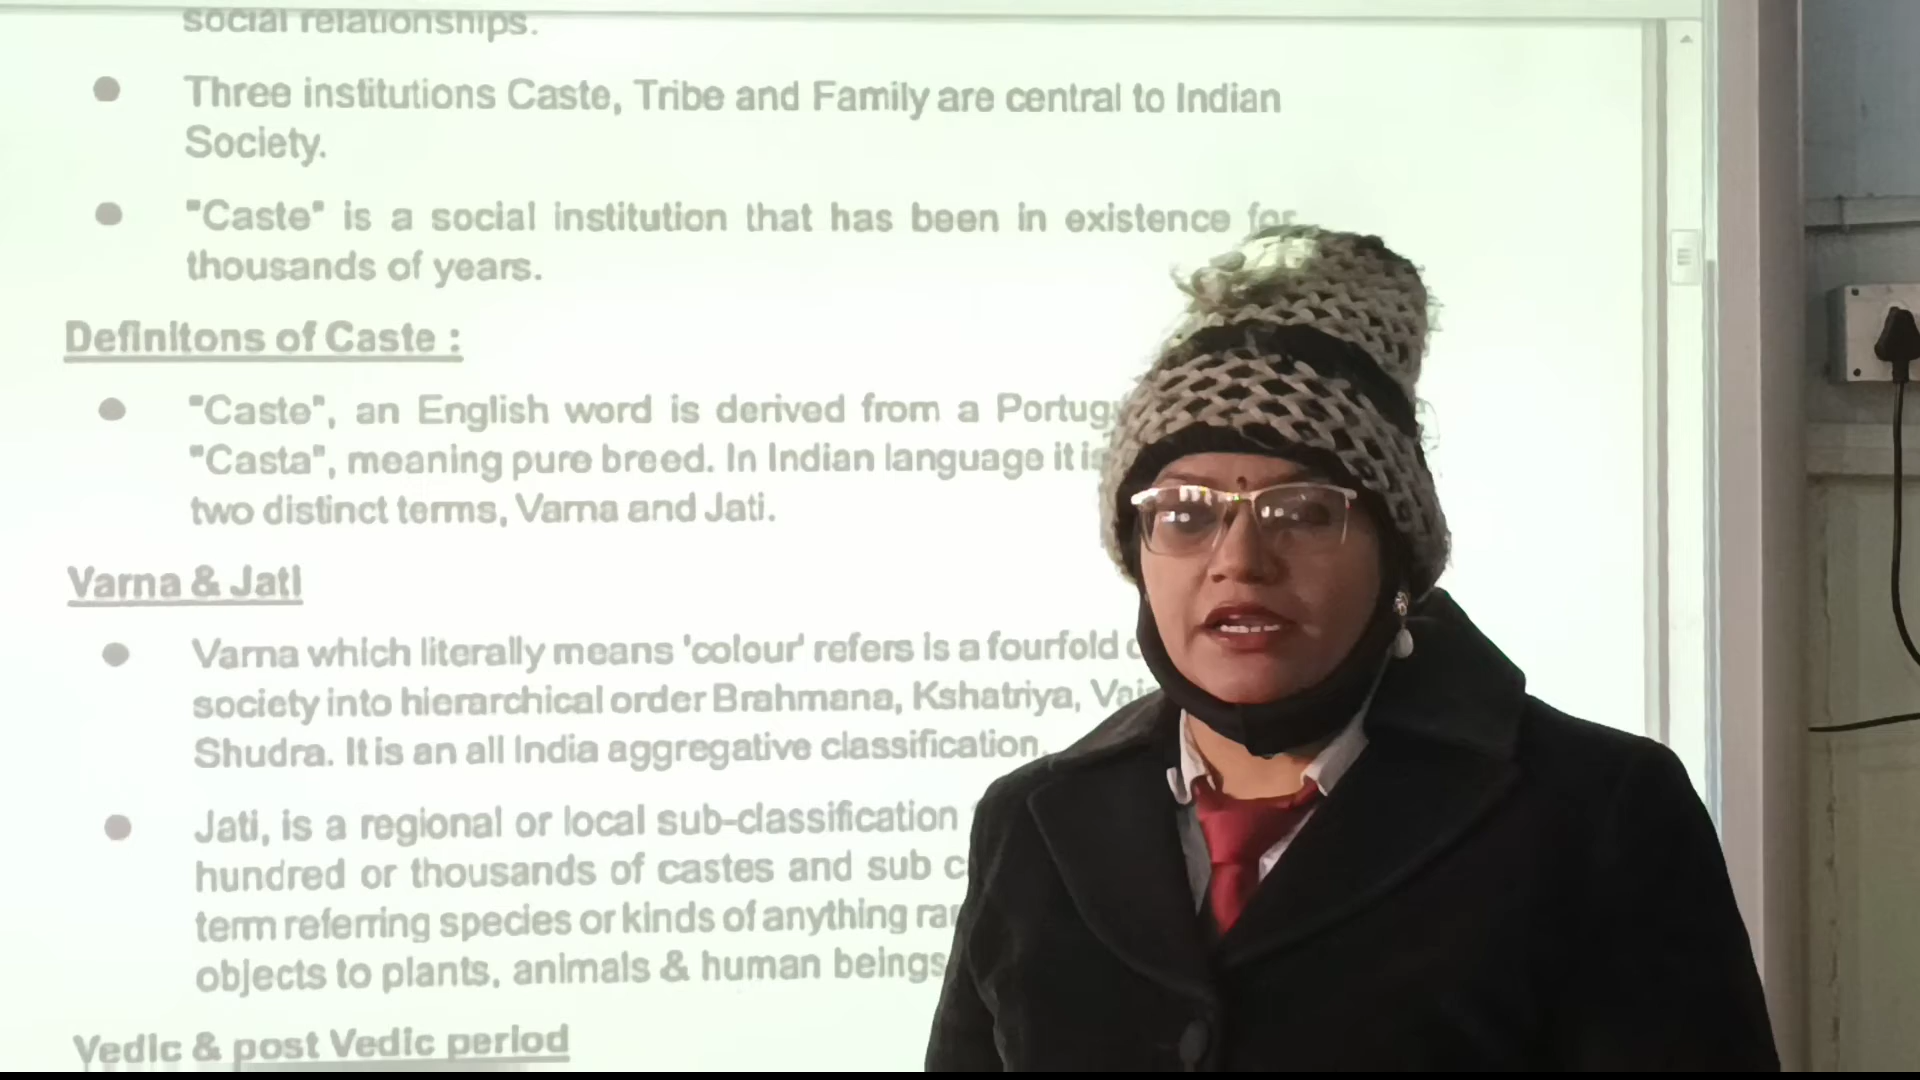 social relationships.
Three institutions Caste, Tribe and Family are central to Indian
Society.
"Caste" is a social institution that has been in existence for
thousands of years.
Definitons of Caste :
"Caste", an English word is derived from a
"Casta", meaning pure breed. In Indian language it
two distinct terms, Varna and Jati.
Varna & Jati
Varna which literally means 'colour' refers is a fourfold
society into hierarchical order Brahmana, Kshatriya,
Shudra. It is an all India aggregative classification.
Jati, is a regional or local sub-classification
hundred or thousands of castes and sub
term referring species or kinds of anything
objects to plants, animals & human beings
Vedic & post Vedic period